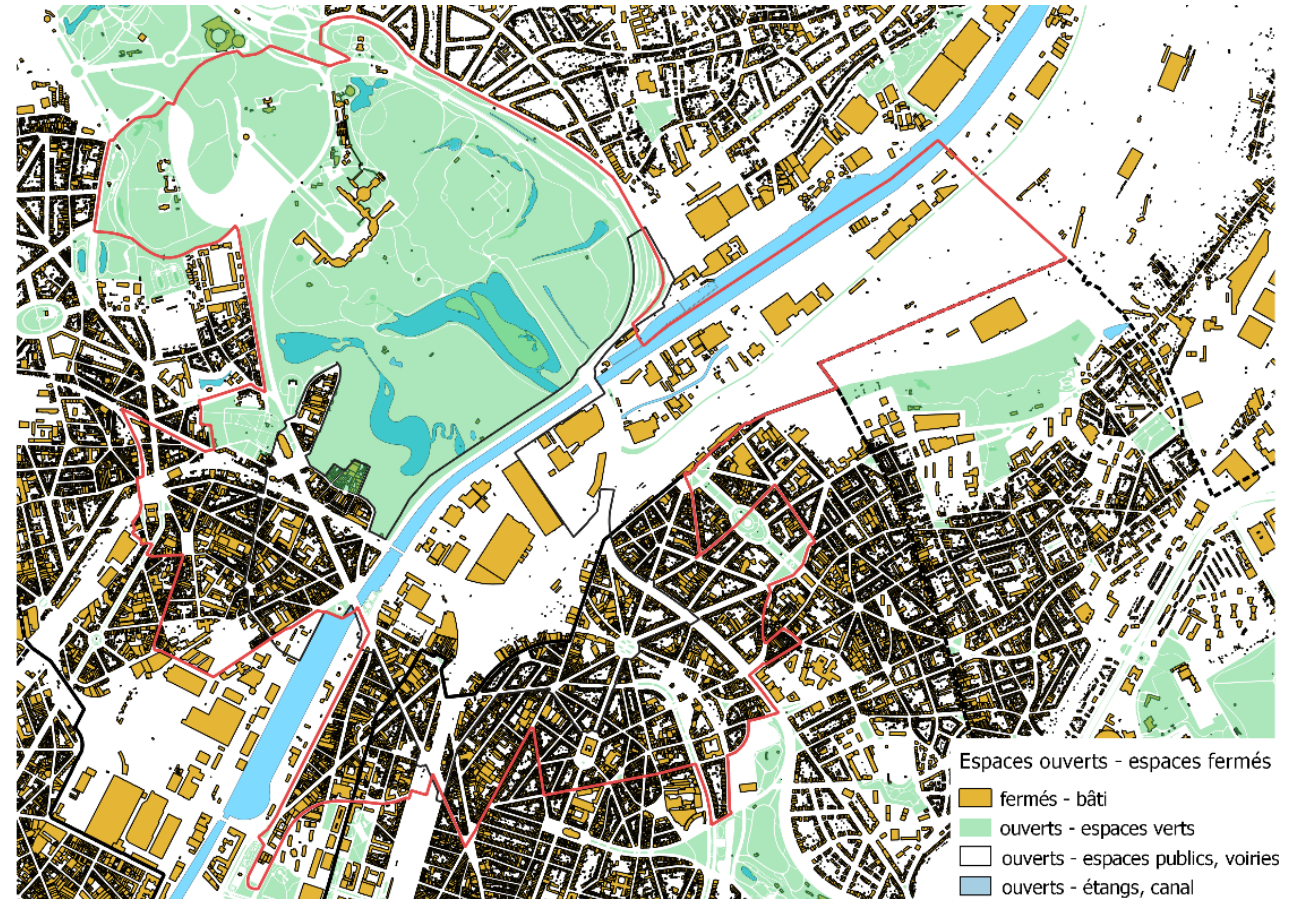 Espaces ouverts - espaces fermés
fermés - bâti
ouverts - espaces verts
ouverts - espaces publics, voiries
ouverts - étangs, canal